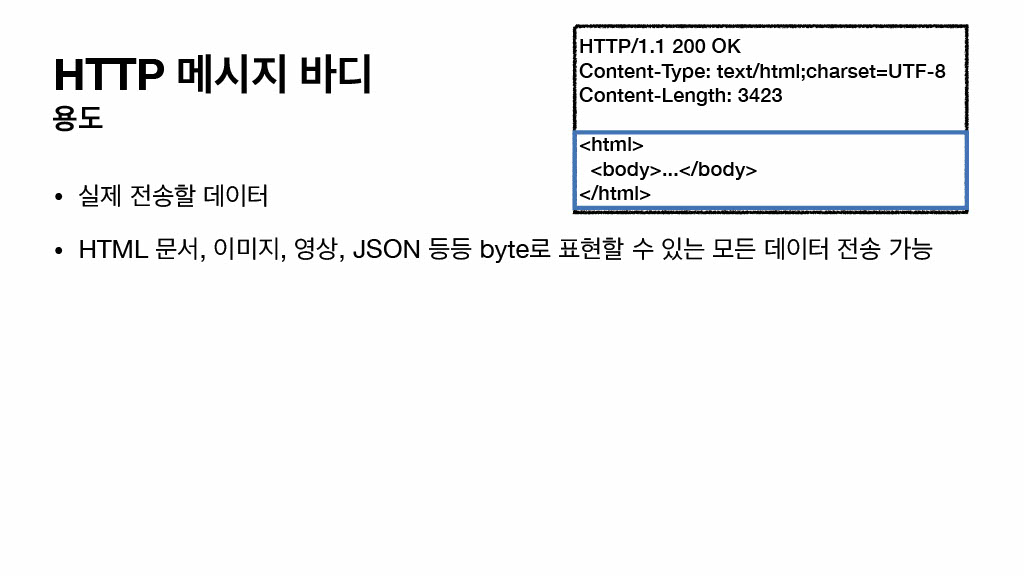 HTTP 메시지 바디
용도
• 실제 전송할 데이터
• HTML 문서, 이미지, 영상, JSON 등등 byte로 표현할 수 있는 모든 데이터 전송 가능
HTTP/1.1 200 OK
Content-Type: text/html;charset=UTF-8
Content-Length: 3423
<html>
<body>...</body>
</html>